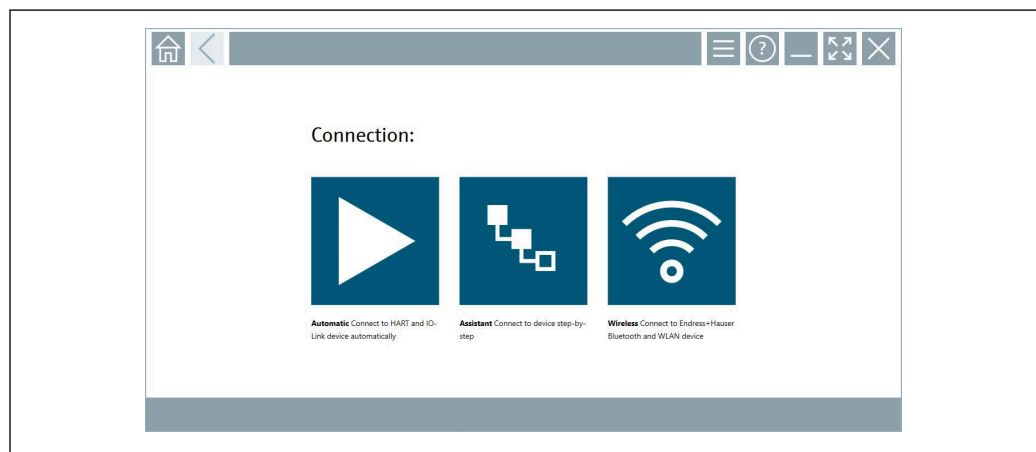 Connection:
Automatic Connect to HART and IO-
Link device automatically
Assistant Connect to device step-by-
step
Wireless Connect to Endress+Hauser
Bluetooth and WLAN device